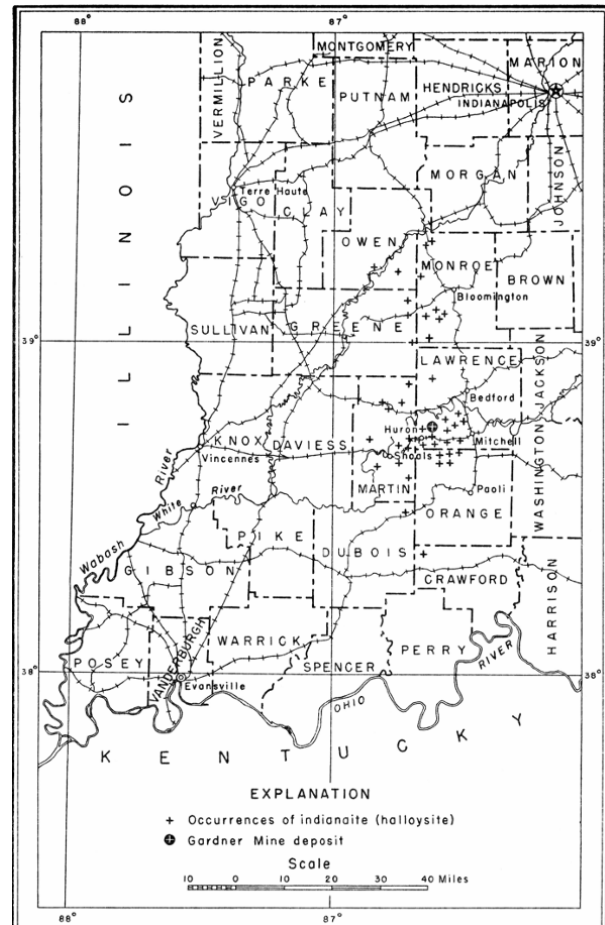 88°
87°
MONTGOMERY
MARION
VERMILLION
PARKE
PUTNAM
HENDRICKS
INDIANAPOLIS
ILLINOIS
MORGAN
JOHNSON
Terre Haute
VIGO
CLAY
OWEN
MONROE
BROWN
Bloomington
39°
SULLIVAN
GREENE
39°
LAWRENCE
JACKSON
Bedford
Huron
Mitchell
KNOX
DAVIESS
Vincennes
Shoals
WASHINGTON
River
White River
MARTIN
Paoli
ORANGE
PIKE
DUBOIS
Wabash
GIBSON
CRAWFORD
HARRISON
VANDERBURGH
WARRICK
PERRY
RIVER
38°
POSEY
SPENCER
38°
Evansville
OHIO
KENTUCKY
EXPLANATION
+ Occurrences of indianaite (halloysite)
⊕ Gardner Mine deposit
Scale
10 0 10 20 30 40 Miles
88°
87°